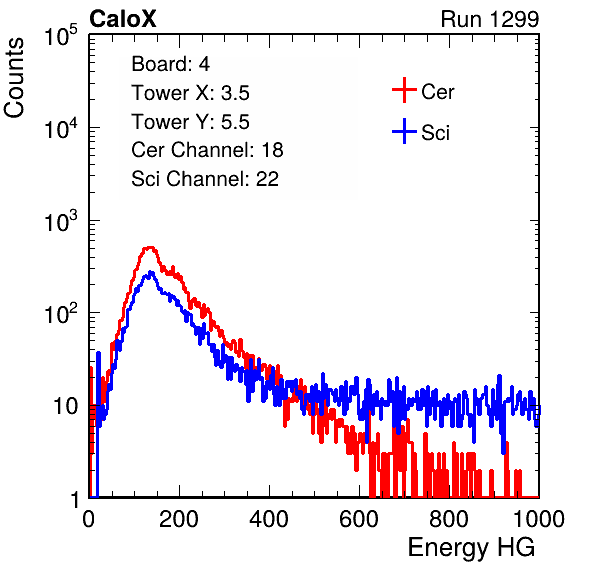 CaloX Run 1299
Counts
Board: 4
Tower X: 3.5
Tower Y: 5.5
Cer Channel: 18
Sci Channel: 22
Cer
Sci
10^5
10^4
10^3
10^2
10
1
0 200 400 600 800 1000
Energy HG